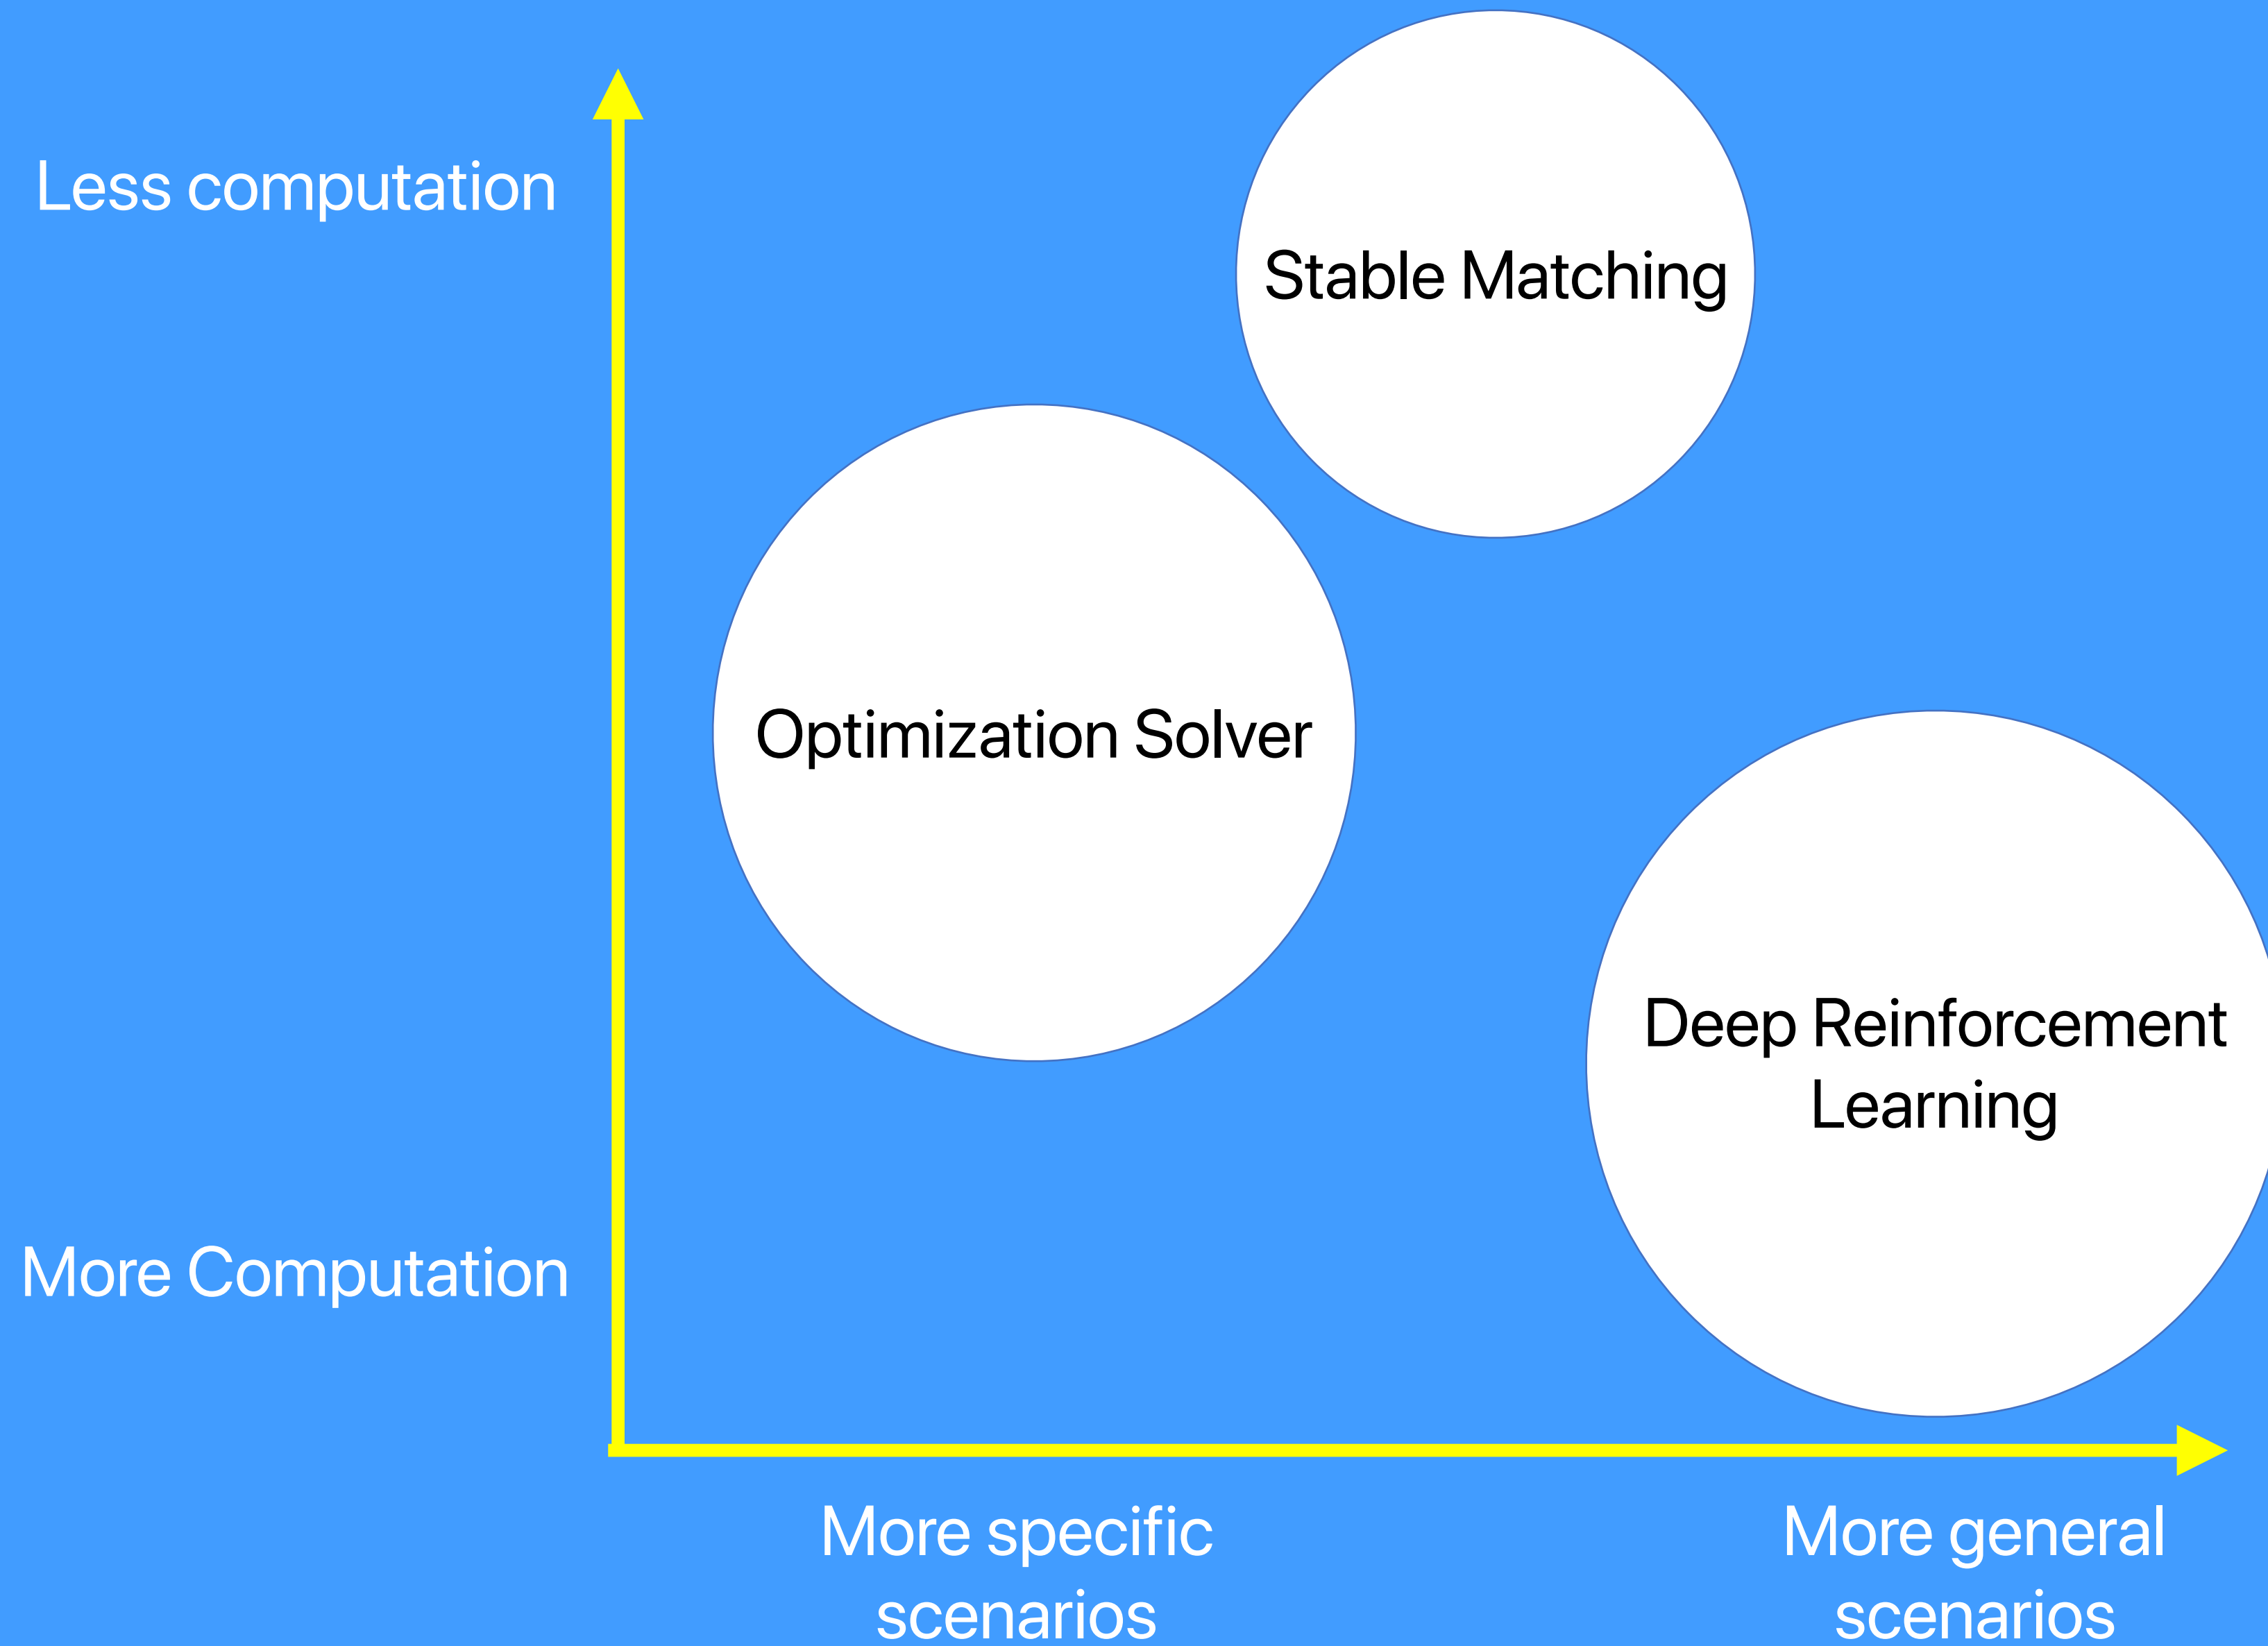 Less computation
Stable Matching
Optimization Solver
Deep Reinforcement
Learning
More Computation
More specific
scenarios
More general
scenarios